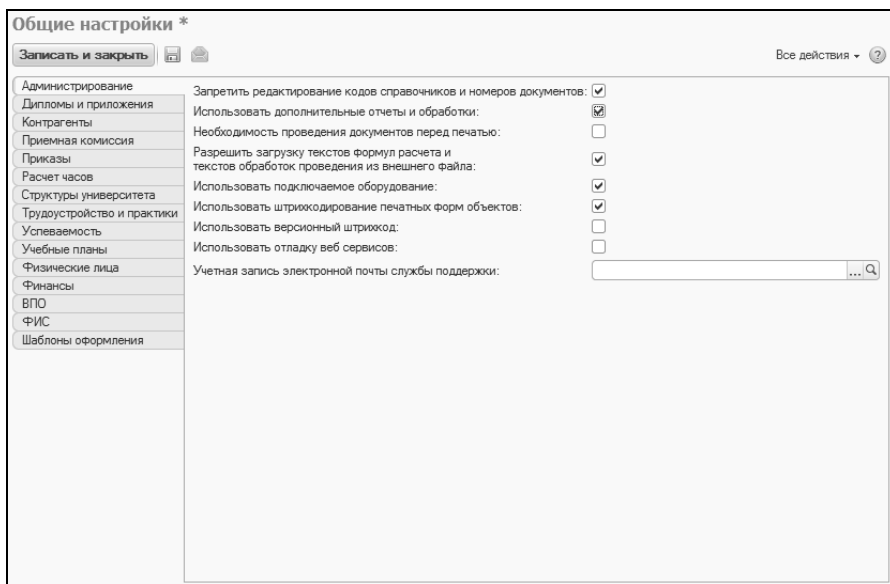 Общие настройки *
Записать и закрыть
Все действия
?
Администрирование
Дипломы и приложения
Контрагенты
Приемная комиссия
Приказы
Расчет часов
Структуры университета
Трудоустройство и практики
Успеваемость
Учебные планы
Физические лица
Финансы
ВПО
ФИС
Шаблоны оформления
Запретить редактирование кодов справочников и номеров документов:
Использовать дополнительные отчеты и обработки:
Необходимость проведения документов перед печатью:
Разрешить загрузку текстов формул расчета и
текстов обработок проведения из внешнего файла:
Использовать подключаемое оборудование:
Использовать штрихкодирование печатных форм объектов:
Использовать версионный штрихкод:
Использовать отладку веб сервисов:
Учетная запись электронной почты службы поддержки:
...